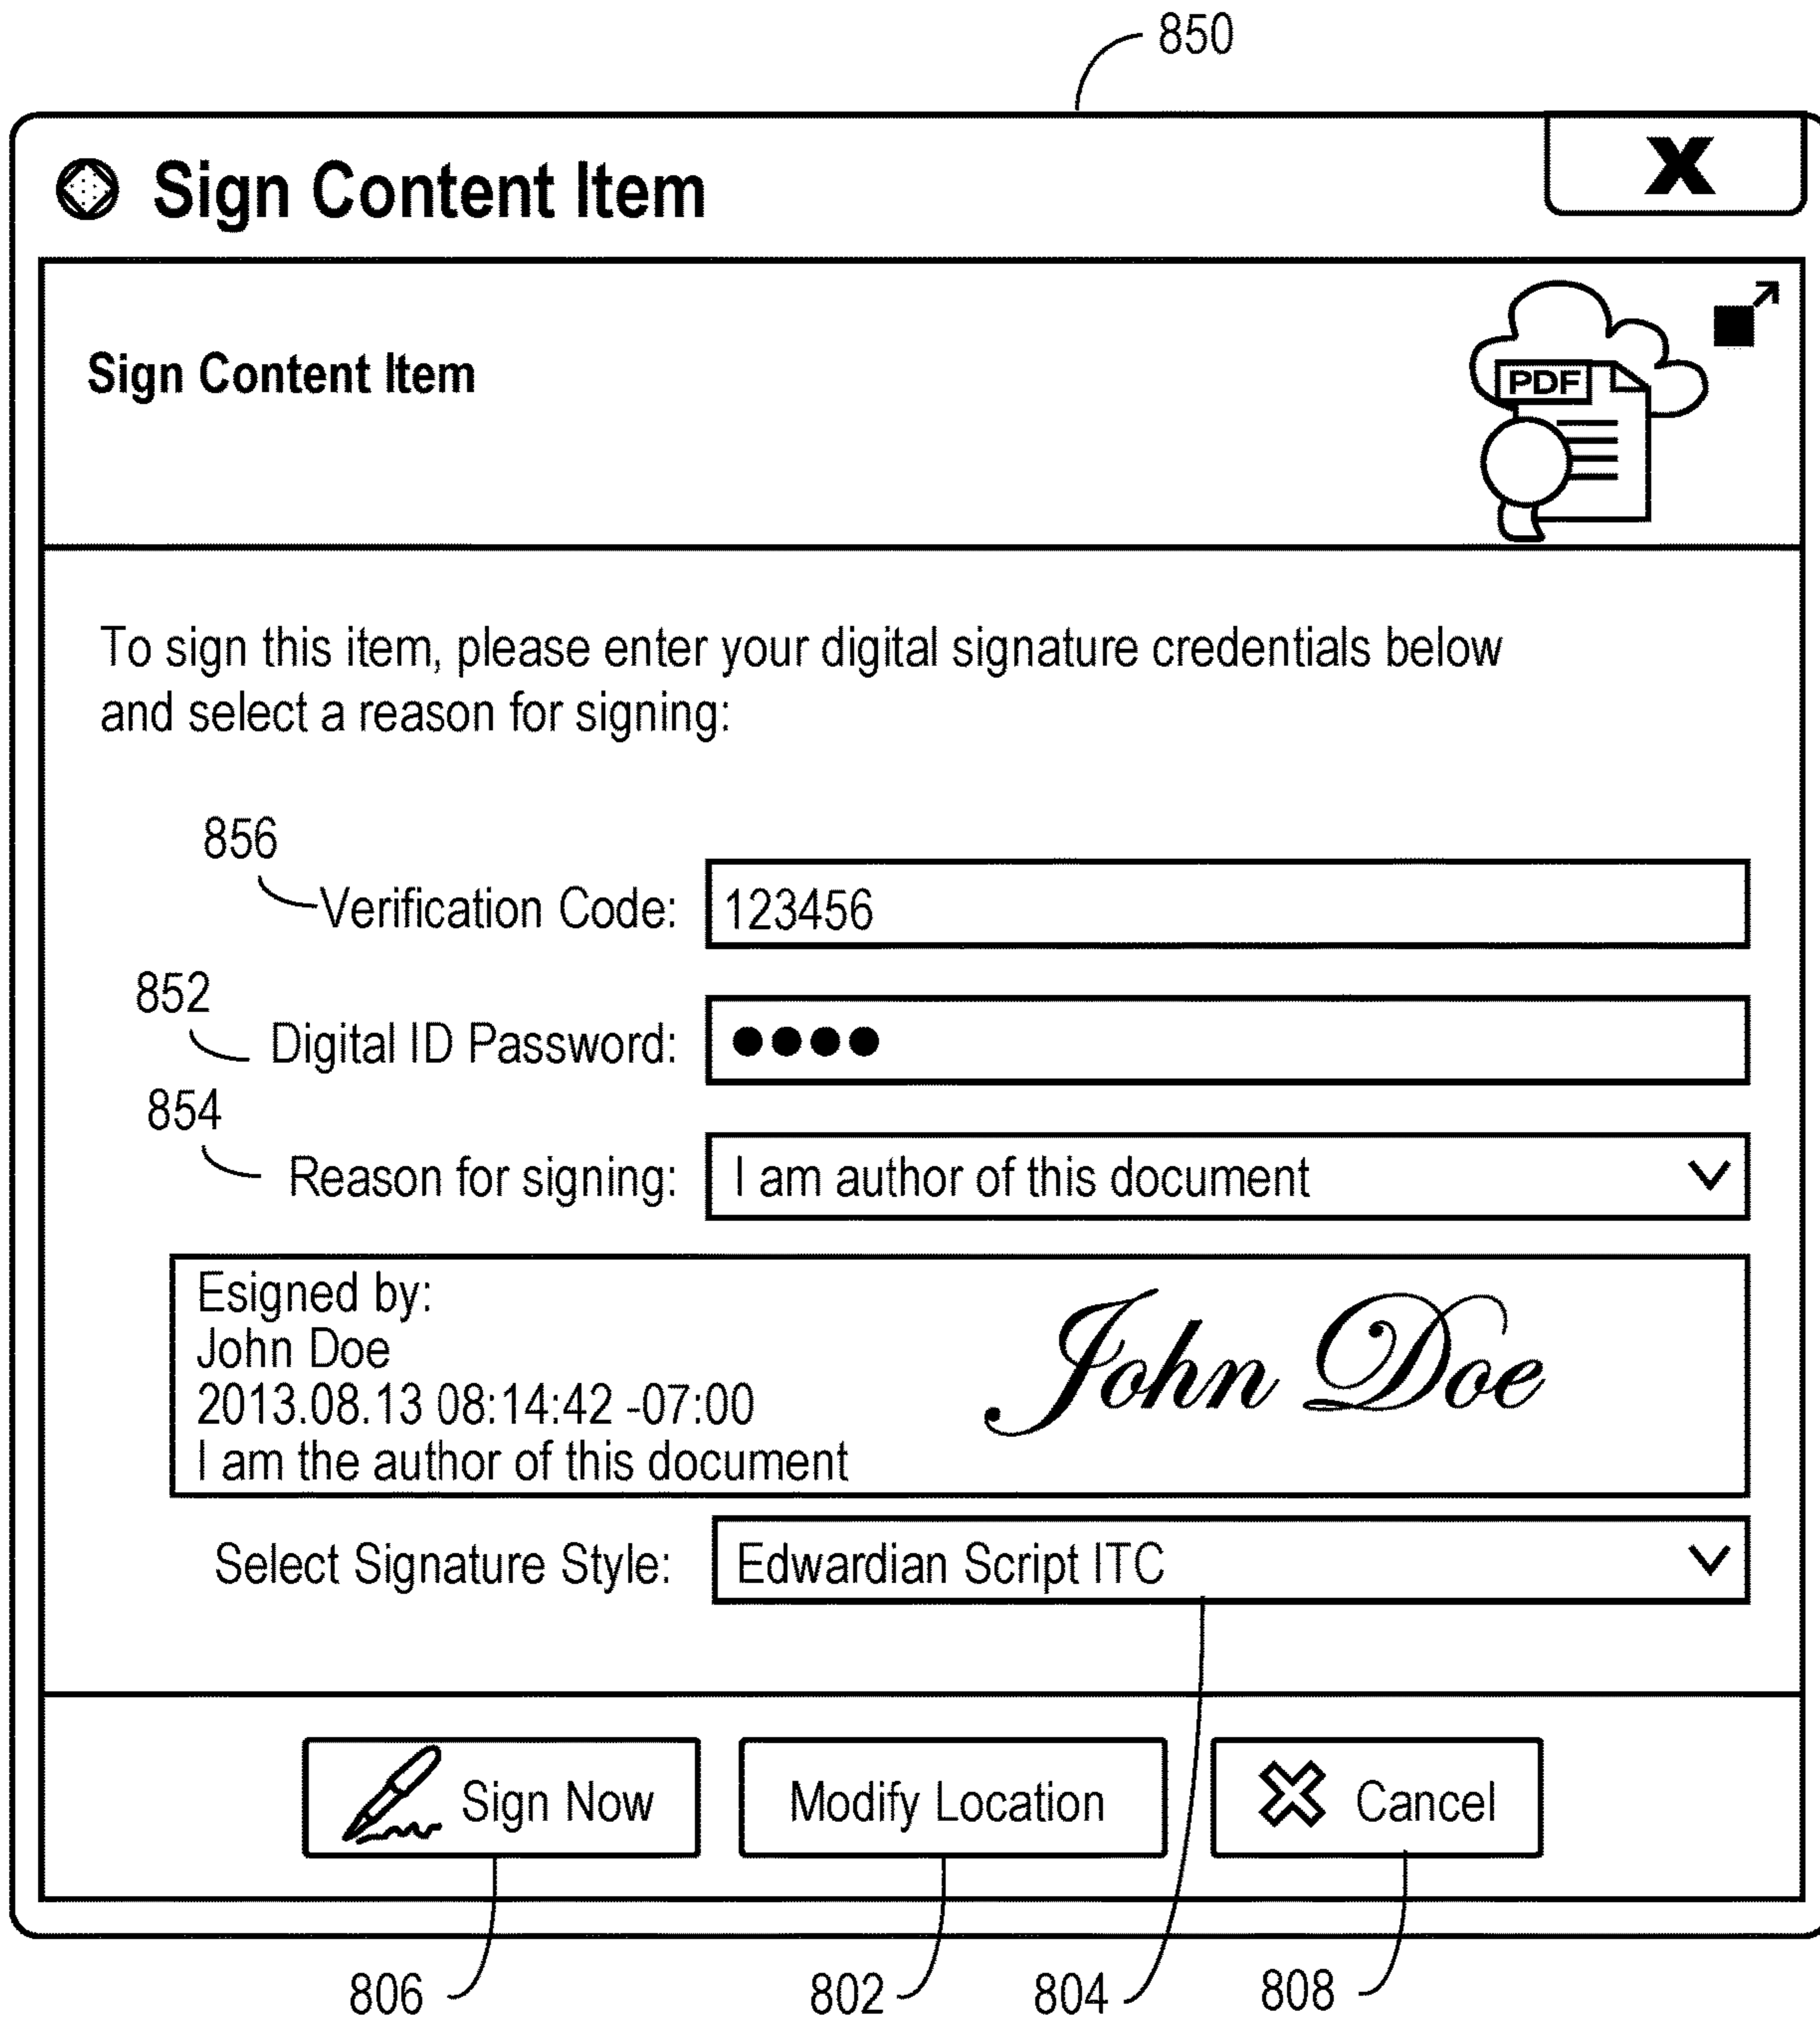 850
Sign Content Item
X
Sign Content Item
PDF
To sign this item, please enter your digital signature credentials below
and select a reason for signing:
856
Verification Code: 123456
852
Digital ID Password: ●●●●
854
Reason for signing: I am author of this document
Esigned by:
John Doe
2013.08.13 08:14:42 -07:00
I am the author of this document
John Doe
Select Signature Style: Edwardian Script ITC
Sign Now Modify Location Cancel
806 802 804 808